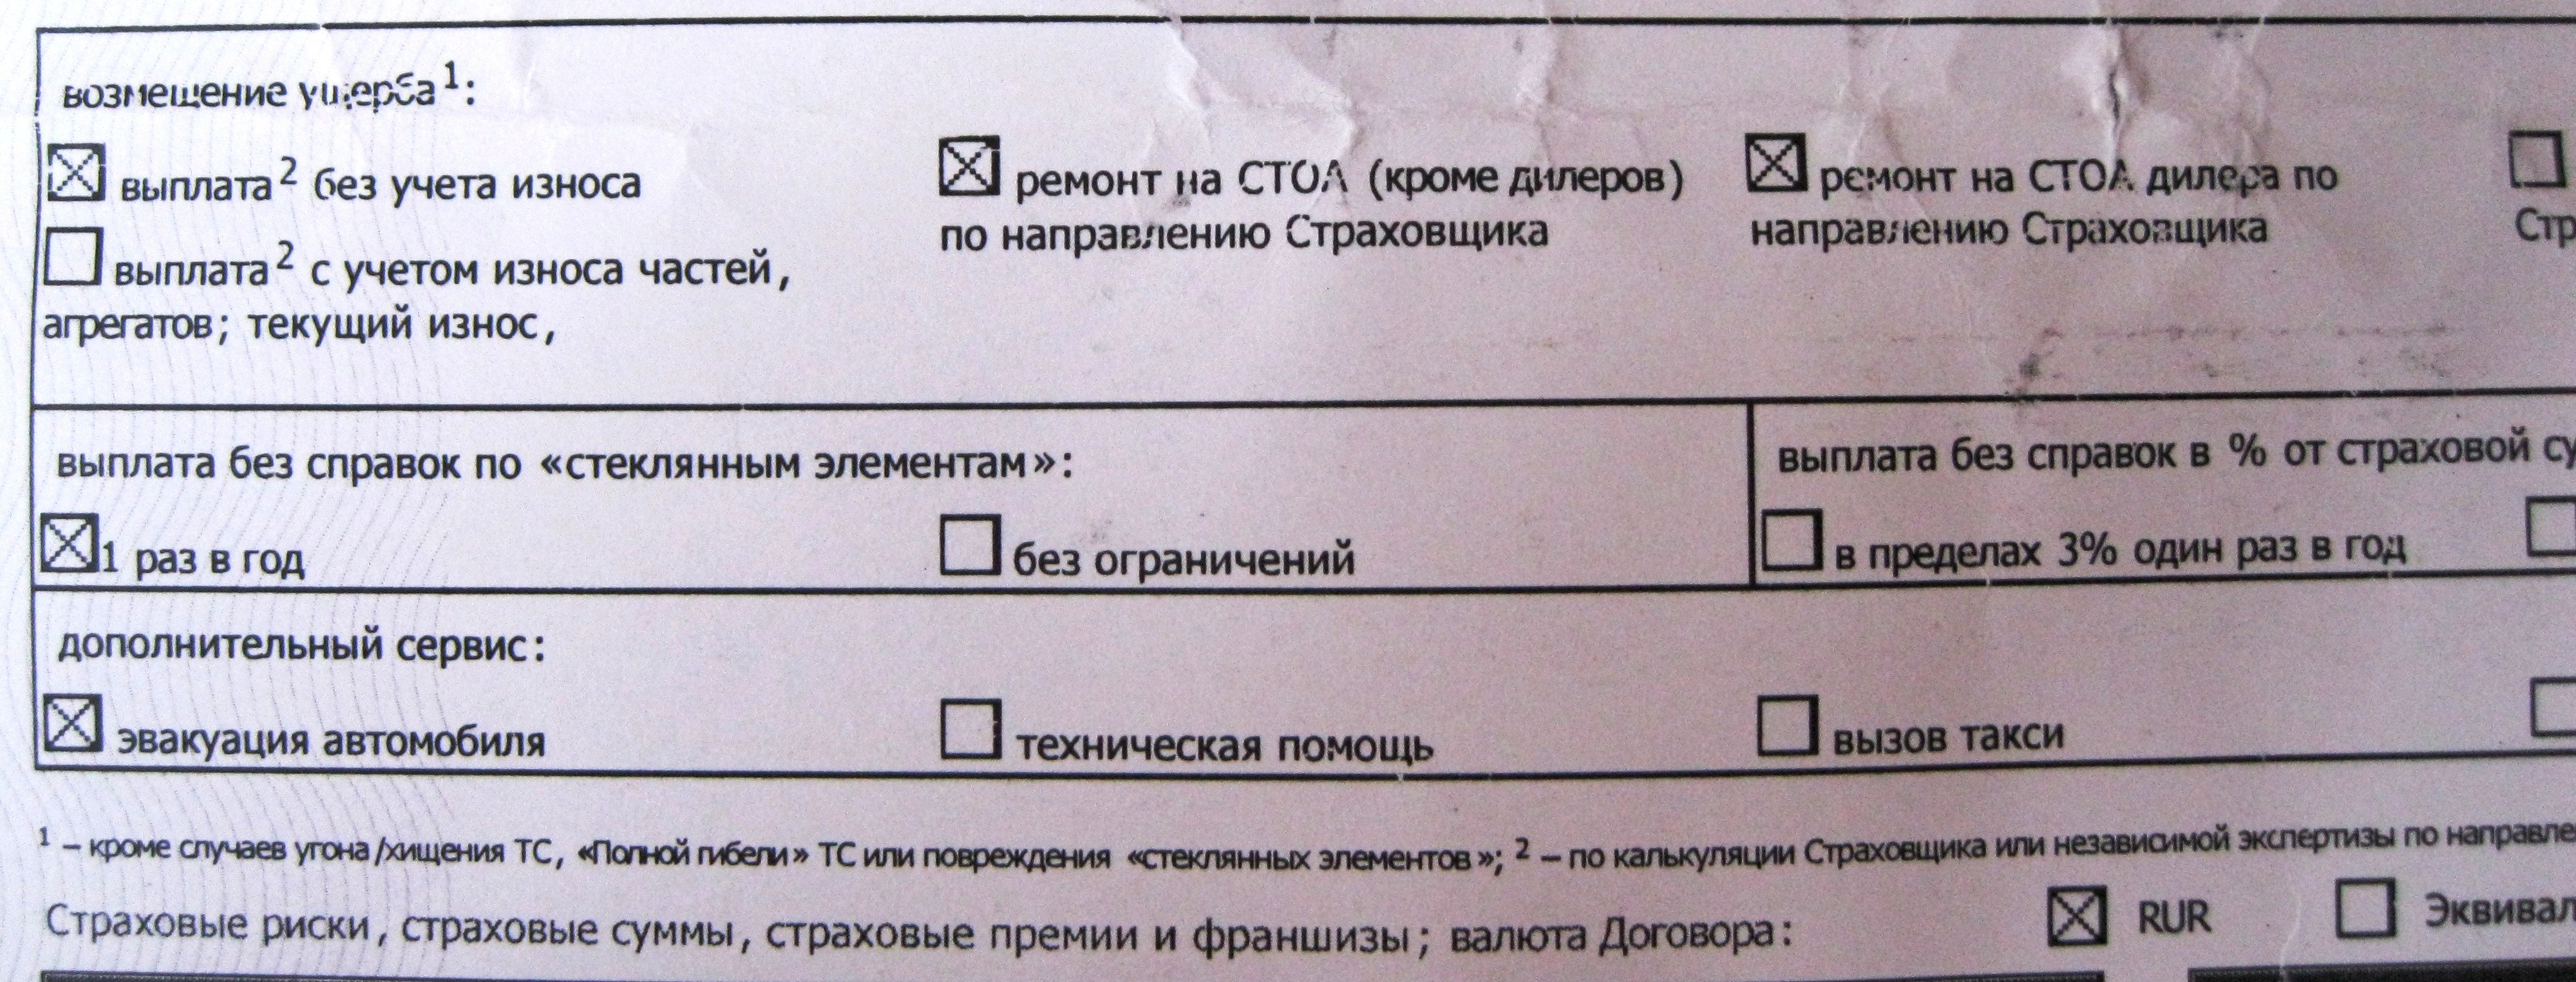 возмещение ущерба¹:
☒ выплата² без учета износа ☒ ремонт на СТОА (кроме дилеров) ☒ ремонт на СТОА дилера по ☐
по направлению Страховщика направлению Страховщика Стр
☐ выплата² с учетом износа частей,
агрегатов; текущий износ,
выплата без справок по «стеклянным элементам»: выплата без справок в % от страховой су
☒ 1 раз в год ☐ без ограничений ☐ в пределах 3% один раз в год ☐
дополнительный сервис:
☒ эвакуация автомобиля ☐ техническая помощь ☐ вызов такси ☐
¹ – кроме случаев угона/хищения ТС, «Полной гибели» ТС или повреждения «стеклянных элементов»; ² – по калькуляции Страховщика или независимой экспертизы по направле
Страховые риски, страховые суммы, страховые премии и франшизы; валюта Договора: ☒ RUR ☐ Эквивал